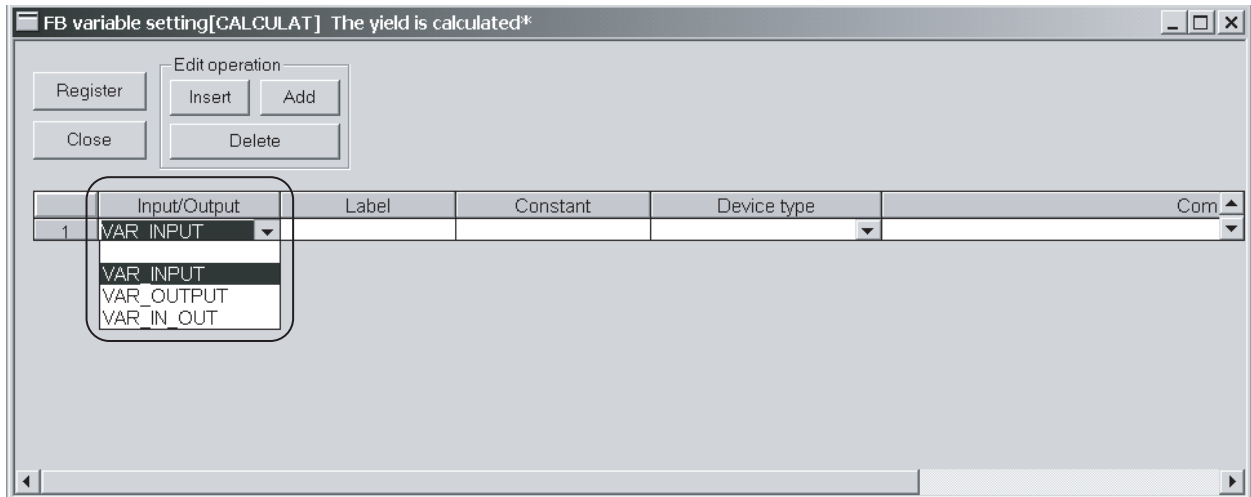 FB variable setting[CALCULAT] The yield is calculated*
Edit operation
Register
Insert
Add
Close
Delete
Input/Output Label Constant Device type Com
1 VAR_INPUT
VAR_INPUT
VAR_OUTPUT
VAR_IN_OUT